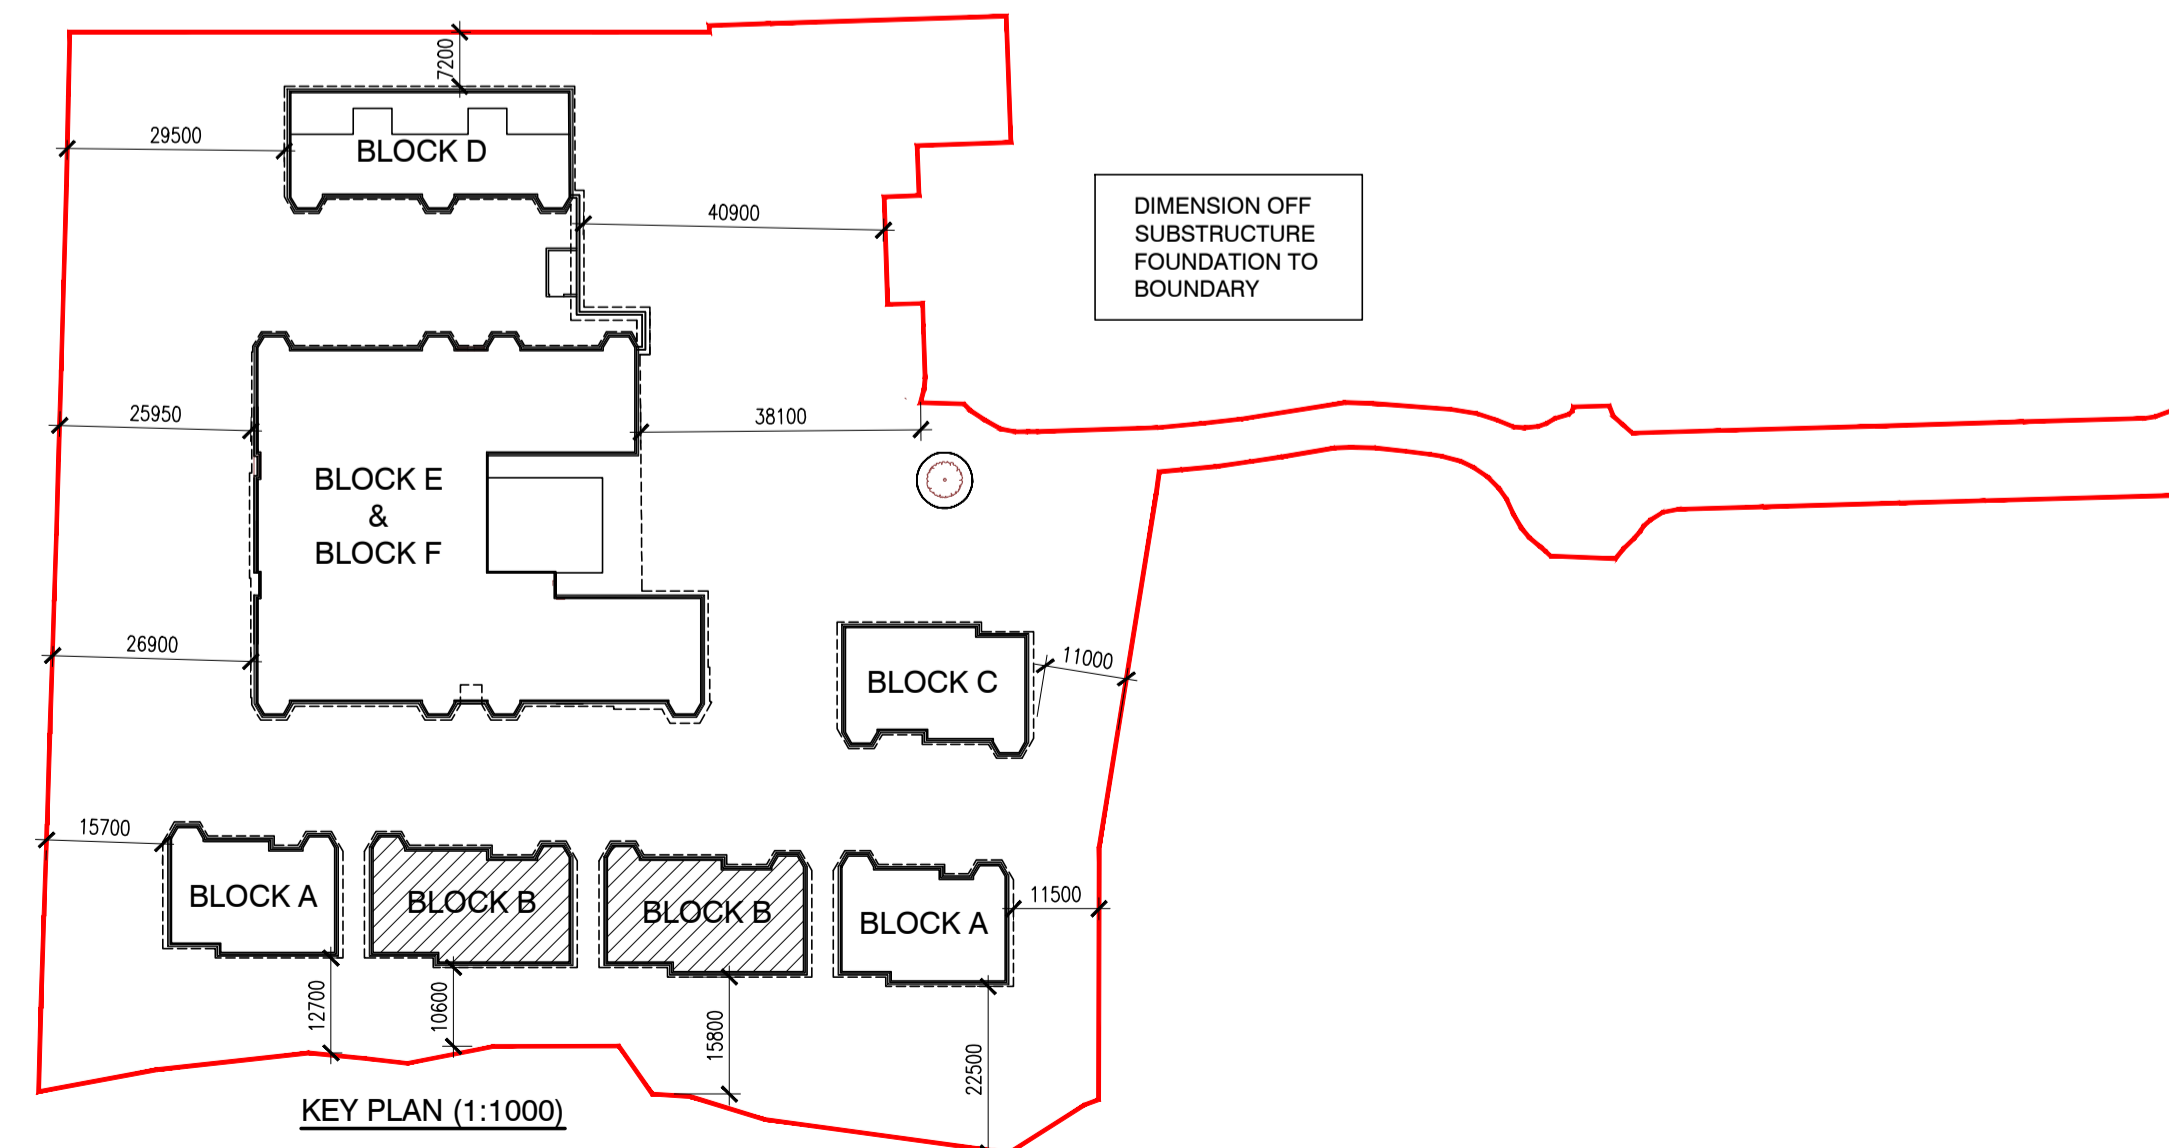 7200
29500
BLOCK D
40900
DIMENSION OFF
SUBSTRUCTURE
FOUNDATION TO
BOUNDARY
25950
38100
BLOCK E
&
BLOCK F
26900
11000
BLOCK C
15700
BLOCK A
BLOCK B
BLOCK B
BLOCK A
11500
12700
10600
15800
22500
KEY PLAN (1:1000)